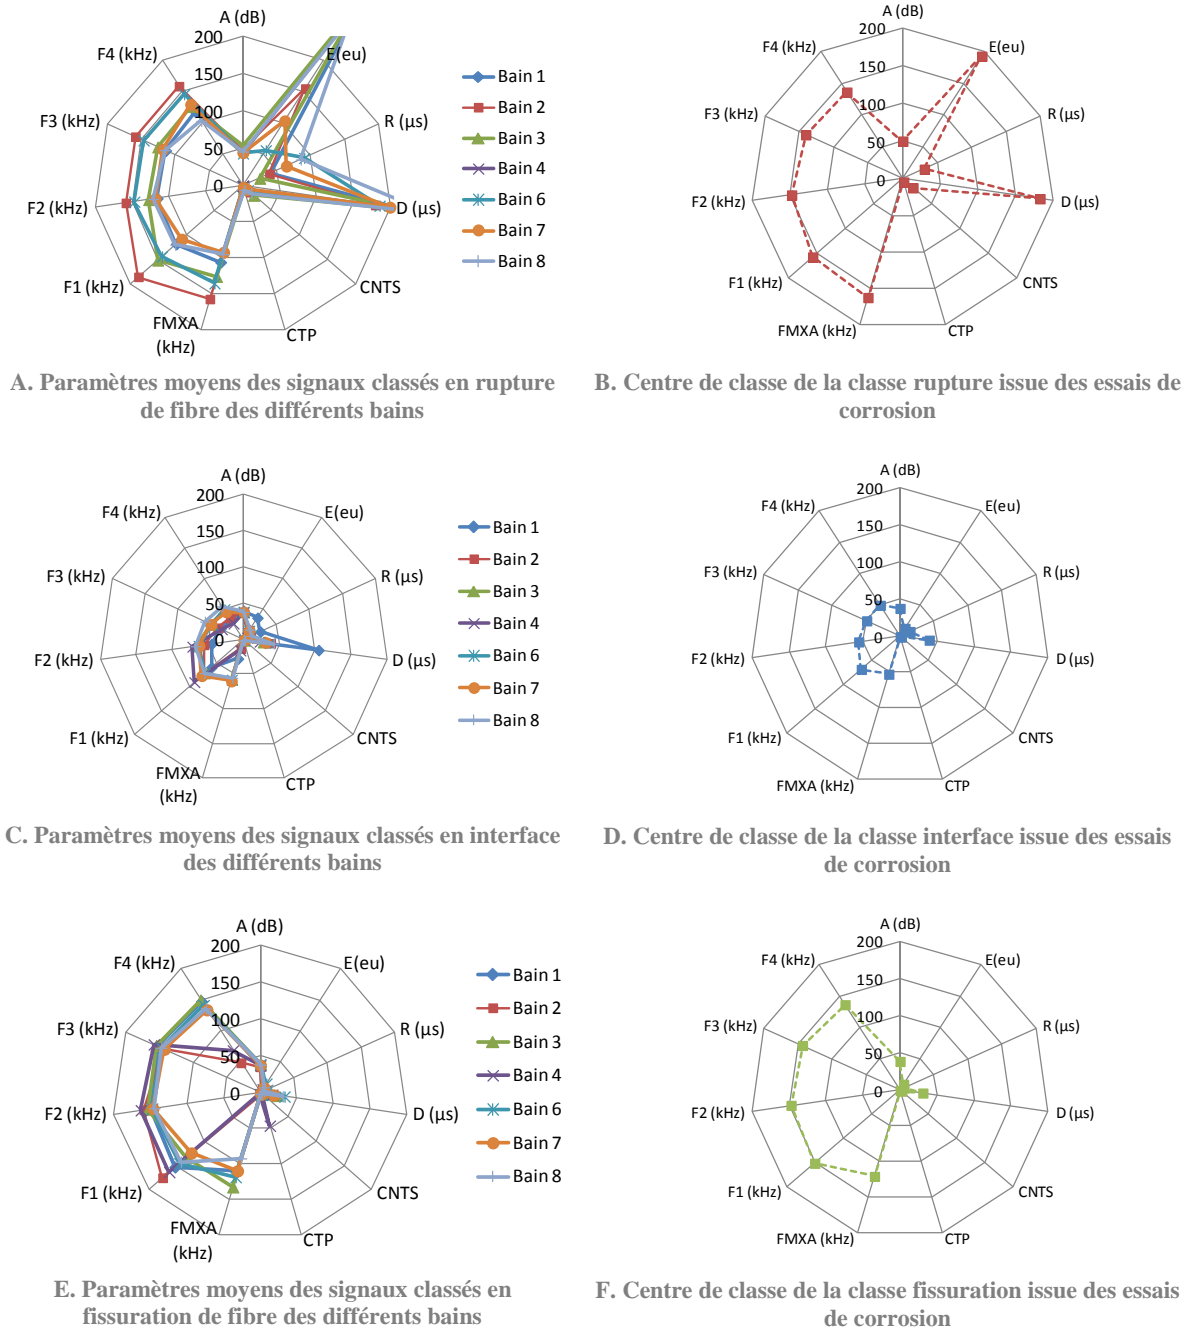 A (dB)
E(eu)
R (µs)
D (µs)
CNTS
CTP
FMXA
(kHz)
F1 (kHz)
F2 (kHz)
F3 (kHz)
F4 (kHz)
200
150
100
50
0
Bain 1
Bain 2
Bain 3
Bain 4
Bain 6
Bain 7
Bain 8
A. Paramètres moyens des signaux classés en rupture
de fibre des différents bains
A (dB)
E(eu)
R (µs)
D (µs)
CNTS
CTP
FMXA (kHz)
F1 (kHz)
F2 (kHz)
F3 (kHz)
F4 (kHz)
200
150
100
50
0
B. Centre de classe de la classe rupture issue des essais de
corrosion
A (dB)
E(eu)
R (µs)
D (µs)
CNTS
CTP
FMXA
(kHz)
F1 (kHz)
F2 (kHz)
F3 (kHz)
F4 (kHz)
200
150
100
50
0
Bain 1
Bain 2
Bain 3
Bain 4
Bain 6
Bain 7
Bain 8
C. Paramètres moyens des signaux classés en interface
des différents bains
A (dB)
E(eu)
R (µs)
D (µs)
CNTS
CTP
FMXA (kHz)
F1 (kHz)
F2 (kHz)
F3 (kHz)
F4 (kHz)
200
150
100
50
0
D. Centre de classe de la classe interface issue des essais
de corrosion
A (dB)
E(eu)
R (µs)
D (µs)
CNTS
CTP
FMXA
(kHz)
F1 (kHz)
F2 (kHz)
F3 (kHz)
F4 (kHz)
200
150
100
50
0
Bain 1
Bain 2
Bain 3
Bain 4
Bain 6
Bain 7
Bain 8
E. Paramètres moyens des signaux classés en
fissuration de fibre des différents bains
A (dB)
E(eu)
R (µs)
D (µs)
CNTS
CTP
FMXA (kHz)
F1 (kHz)
F2 (kHz)
F3 (kHz)
F4 (kHz)
200
150
100
50
0
F. Centre de classe de la classe fissuration issue des essais
de corrosion